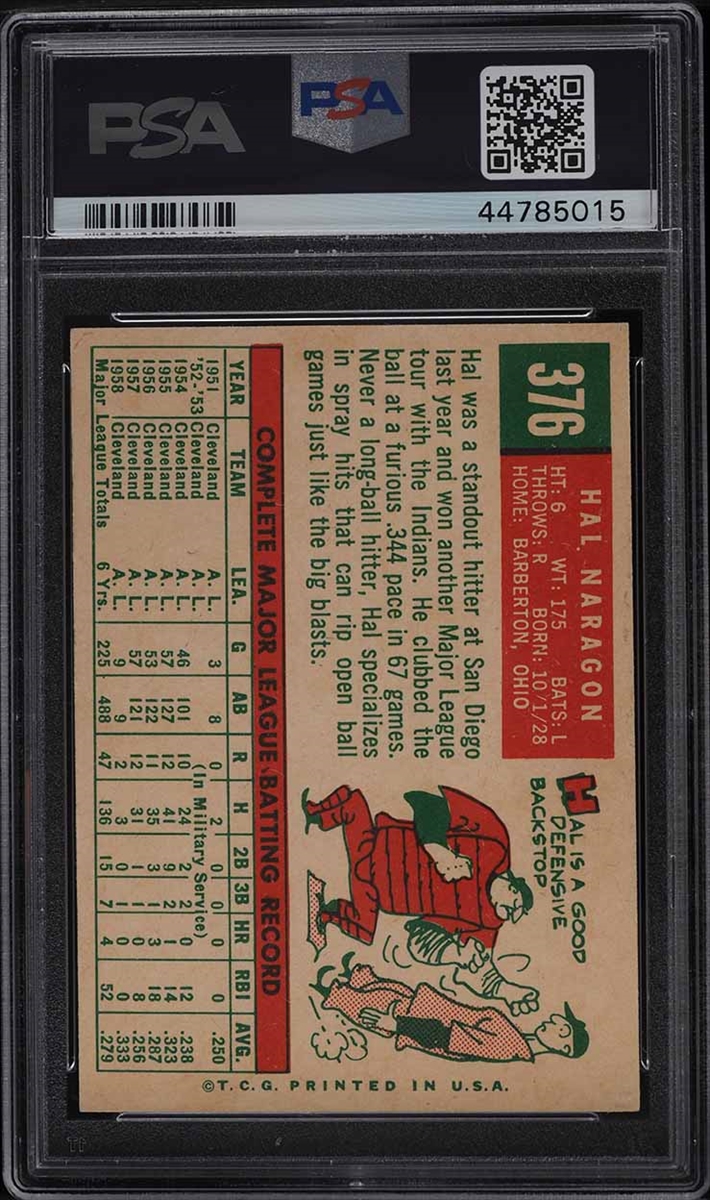 PSA
PSA
44785015
376
HAL NARAGON
HT: 6 WT: 175 BATS: L
THROWS: R BORN: 10/1/28
HOME: BARBERTON, OHIO
Hal was a standout hitter at San Diego
last year and won another Major League
tour with the Indians. He clubbed the
ball at a furious .344 pace in 67 games.
Never a long-ball hitter, Hal specializes
in spray hits that can rip open ball
games just like the big blasts.
HAL IS A GOOD
DEFENSIVE
BACKSTOP
COMPLETE MAJOR LEAGUE BATTING RECORD
YEAR TEAM LEA. G AB R H 2B 3B HR RBI AVG.
1951 Cleveland A. L. 3 8 0 2 0 0 0 0 .250
'52-'53 Cleveland A. L. (In Military Service)
1954 Cleveland A. L. 46 101 10 24 2 2 0 12 .238
1955 Cleveland A. L. 57 127 12 41 9 2 1 14 .323
1956 Cleveland A. L. 53 122 11 35 3 1 3 18 .287
1957 Cleveland A. L. 57 121 12 31 1 1 0 8 .256
1958 Cleveland A. L. 9 9 2 3 0 1 0 0 .333
Major League Totals 6 Yrs. 225 488 47 136 15 7 4 52 .279
©T.C.G. PRINTED IN U.S.A.